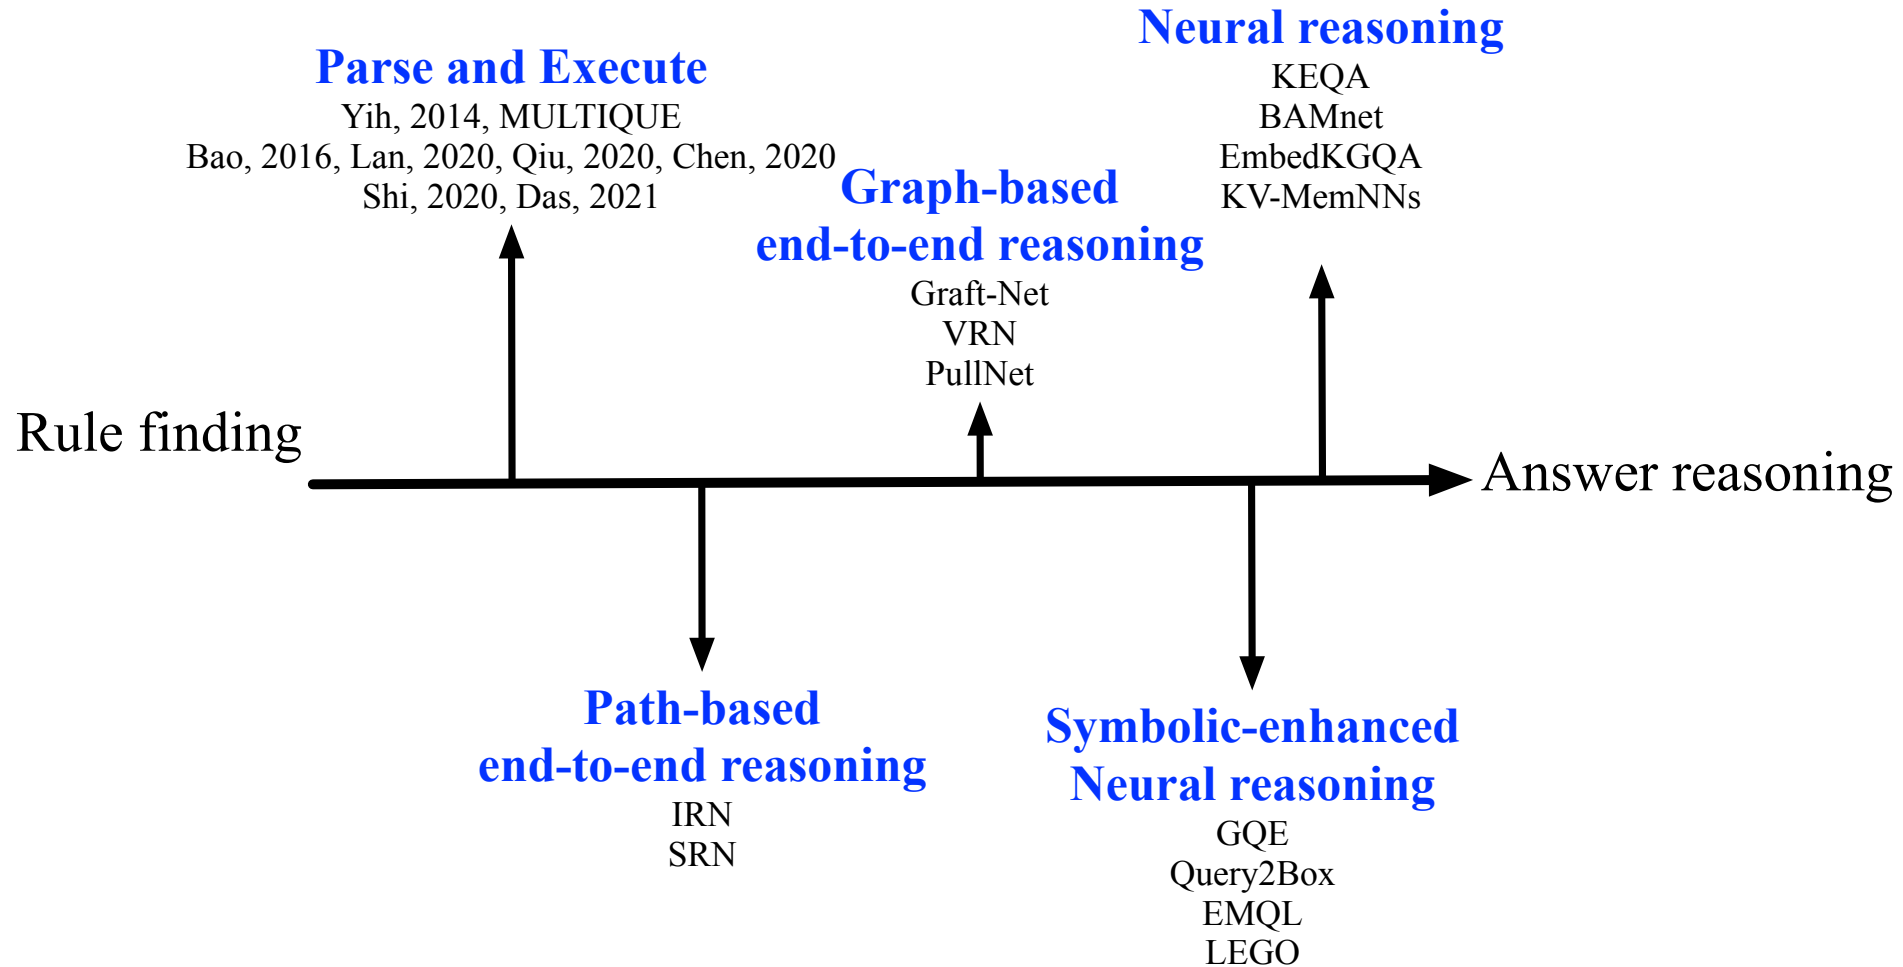 Parse and Execute
Yih, 2014, MULTIQUE
Bao, 2016, Lan, 2020, Qiu, 2020, Chen, 2020
Shi, 2020, Das, 2021
Graph-based
end-to-end reasoning
Graft-Net
VRN
PullNet
Neural reasoning
KEQA
BAMnet
EmbedKGQA
KV-MemNNs
Rule finding
Answer reasoning
Path-based
end-to-end reasoning
IRN
SRN
Symbolic-enhanced
Neural reasoning
GQE
Query2Box
EMQL
LEGO